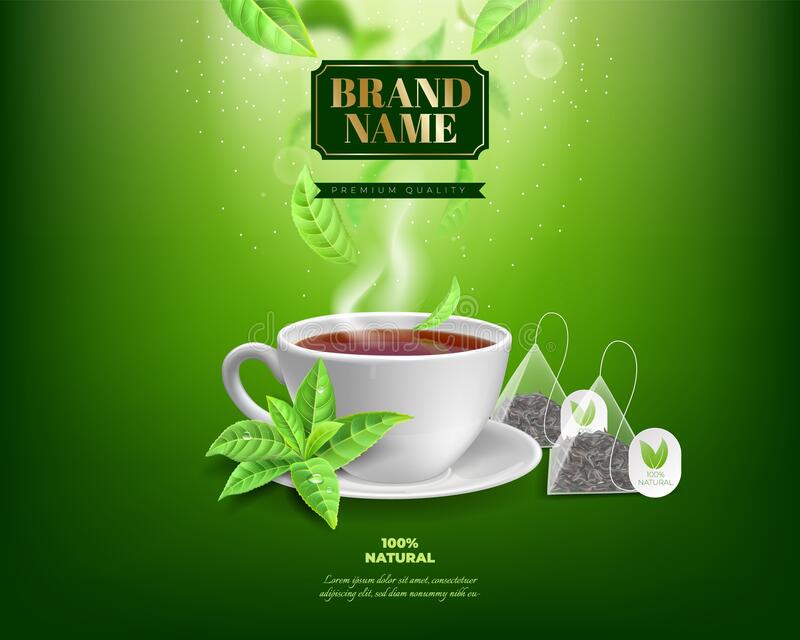 BRAND
NAME
PREMIUM QUALITY
100%
NATURAL
100%
NATURAL
Lorem ipsum dolor sit amet, consectetuer
adipiscing elit, sed diam nonummy nibh-